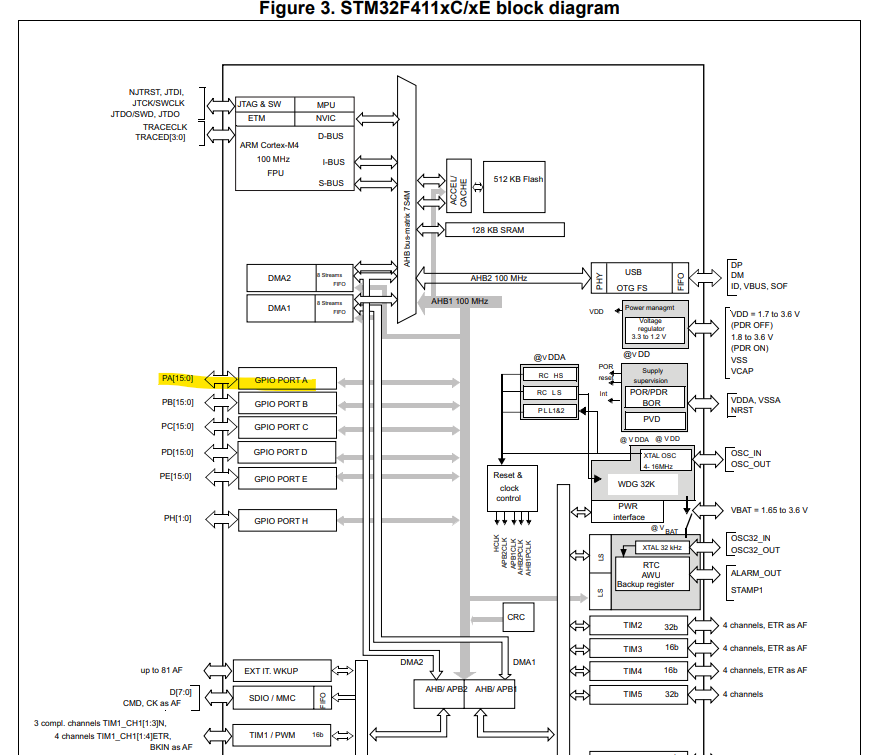 Figure 3. STM32F411xC/xE block diagram
NJTRST, JTDI,
JTCK/SWCLK
JTDO/SWD, JTDO
TRACECLK
TRACED[3:0]
JTAG & SW
MPU
ETM
NVIC
ARM Cortex-M4
100 MHz
FPU
D-BUS
I-BUS
S-BUS
AHB bus-matrix 7S4M
ACCEL/
CACHE
512 KB Flash
128 KB SRAM
DMA2
8 Streams
FIFO
DMA1
8 Streams
FIFO
AHB2 100 MHz
AHB1 100 MHz
PHY
USB
OTG FS
FIFO
DP
DM
ID, VBUS, SOF
VDD
Power managmt
Voltage
regulator
3.3 to 1.2 V
VDD = 1.7 to 3.6 V
(PDR OFF)
1.8 to 3.6 V
(PDR ON)
VSS
VCAP
@VDD
@VDDA
RC HS
RC LS
PLL1&2
POR
reset
Int
Supply
supervision
POR/PDR
BOR
PVD
VDDA, VSSA
NRST
@VDDA
@VDD
PA[15:0]
GPIO PORT A
PB[15:0]
GPIO PORT B
PC[15:0]
GPIO PORT C
PD[15:0]
GPIO PORT D
PE[15:0]
GPIO PORT E
PH[1:0]
GPIO PORT H
XTAL OSC
4- 16MHz
OSC_IN
OSC_OUT
WDG 32K
Reset &
clock
control
PWR
interface
VBAT = 1.65 to 3.6 V
@VBAT
HCLK
APB2CLK
APB1CLK
AHB2PCLK
AHB1PCLK
LS
LS
XTAL 32 kHz
OSC32_IN
OSC32_OUT
RTC
AWU
Backup register
ALARM_OUT
STAMP1
CRC
TIM2
32b
4 channels, ETR as AF
TIM3
16b
4 channels, ETR as AF
TIM4
16b
4 channels, ETR as AF
TIM5
32b
4 channels
DMA2
DMA1
AHB/ APB2
AHB/ APB1
up to 81 AF
EXT IT. WKUP
D[7:0]
CMD, CK as AF
SDIO / MMC
FIFO
3 compl. channels TIM1_CH1[1:3]N,
4 channels TIM1_CH1[1:4]ETR,
BKIN as AF
TIM1 / PWM
16b